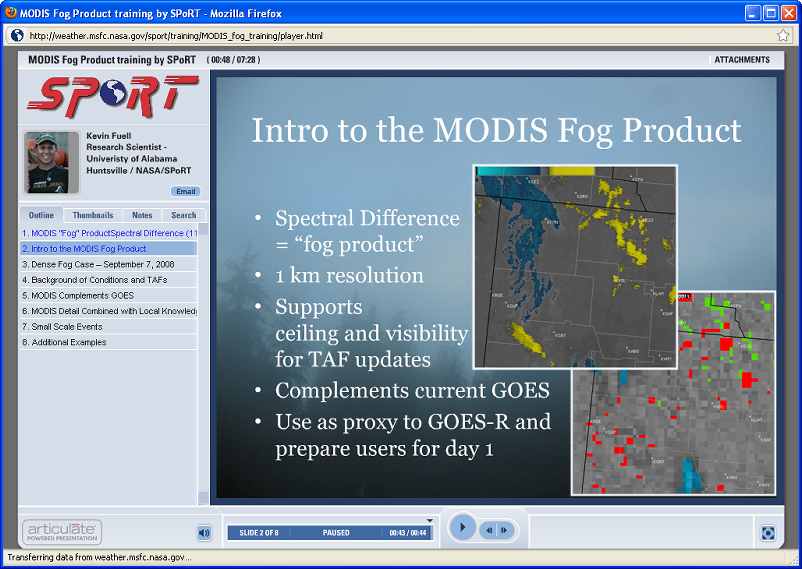 MODIS Fog Product training by SPoRT - Mozilla Firefox
http://weather.msfc.nasa.gov/sport/training/MODIS_fog_training/player.html
MODIS Fog Product training by SPoRT ( 00:48 / 07:28 )
ATTACHMENTS
SPoRT
Kevin Fuell
Research Scientist -
Univeristy of Alabama
Huntsville / NASA/SPoRT
Email
Outline Thumbnails Notes Search
1. MODIS "Fog" ProductSpectral Difference (11
2. Intro to the MODIS Fog Product
3. Dense Fog Case – September 7, 2008
4. Background of Conditions and TAFs
5. MODIS Complements GOES
6. MODIS Detail Combined with Local Knowled
7. Small Scale Events
8. Additional Examples
Intro to the MODIS Fog Product
• Spectral Difference
= “fog product”
• 1 km resolution
• Supports
ceiling and visibility
for TAF updates
• Complements current GOES
• Use as proxy to GOES-R and
prepare users for day 1
articulate
POWERED PRESENTATION
SLIDE 2 OF 8 PAUSED 00:43 / 00:44
Transferring data from weather.msfc.nasa.gov...